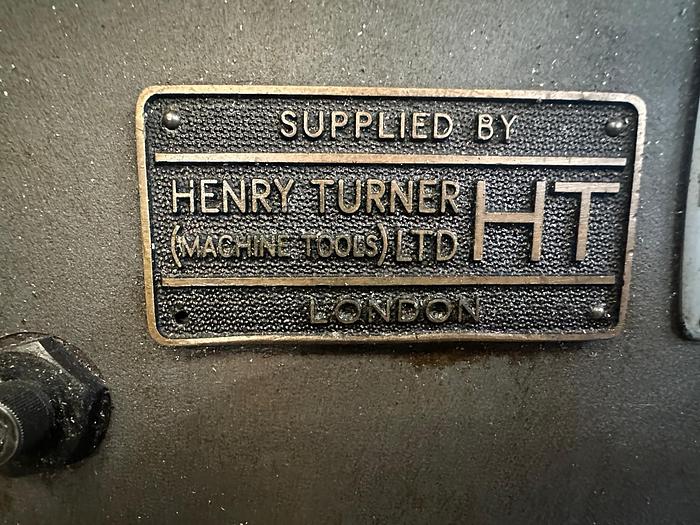 SUPPLIED BY
HENRY TURNER
(MACHINE TOOLS) LTD
HT
LONDON